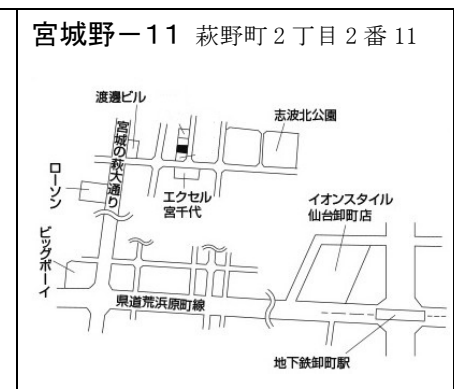 宮城野－11 萩野町2丁目2番11
渡邊ビル
志波北公園
宮城の萩大通り
ローソン
エクセル
宮千代
イオンスタイル
仙台卸町店
ビッグボーイ
県道荒浜原町線
地下鉄卸町駅